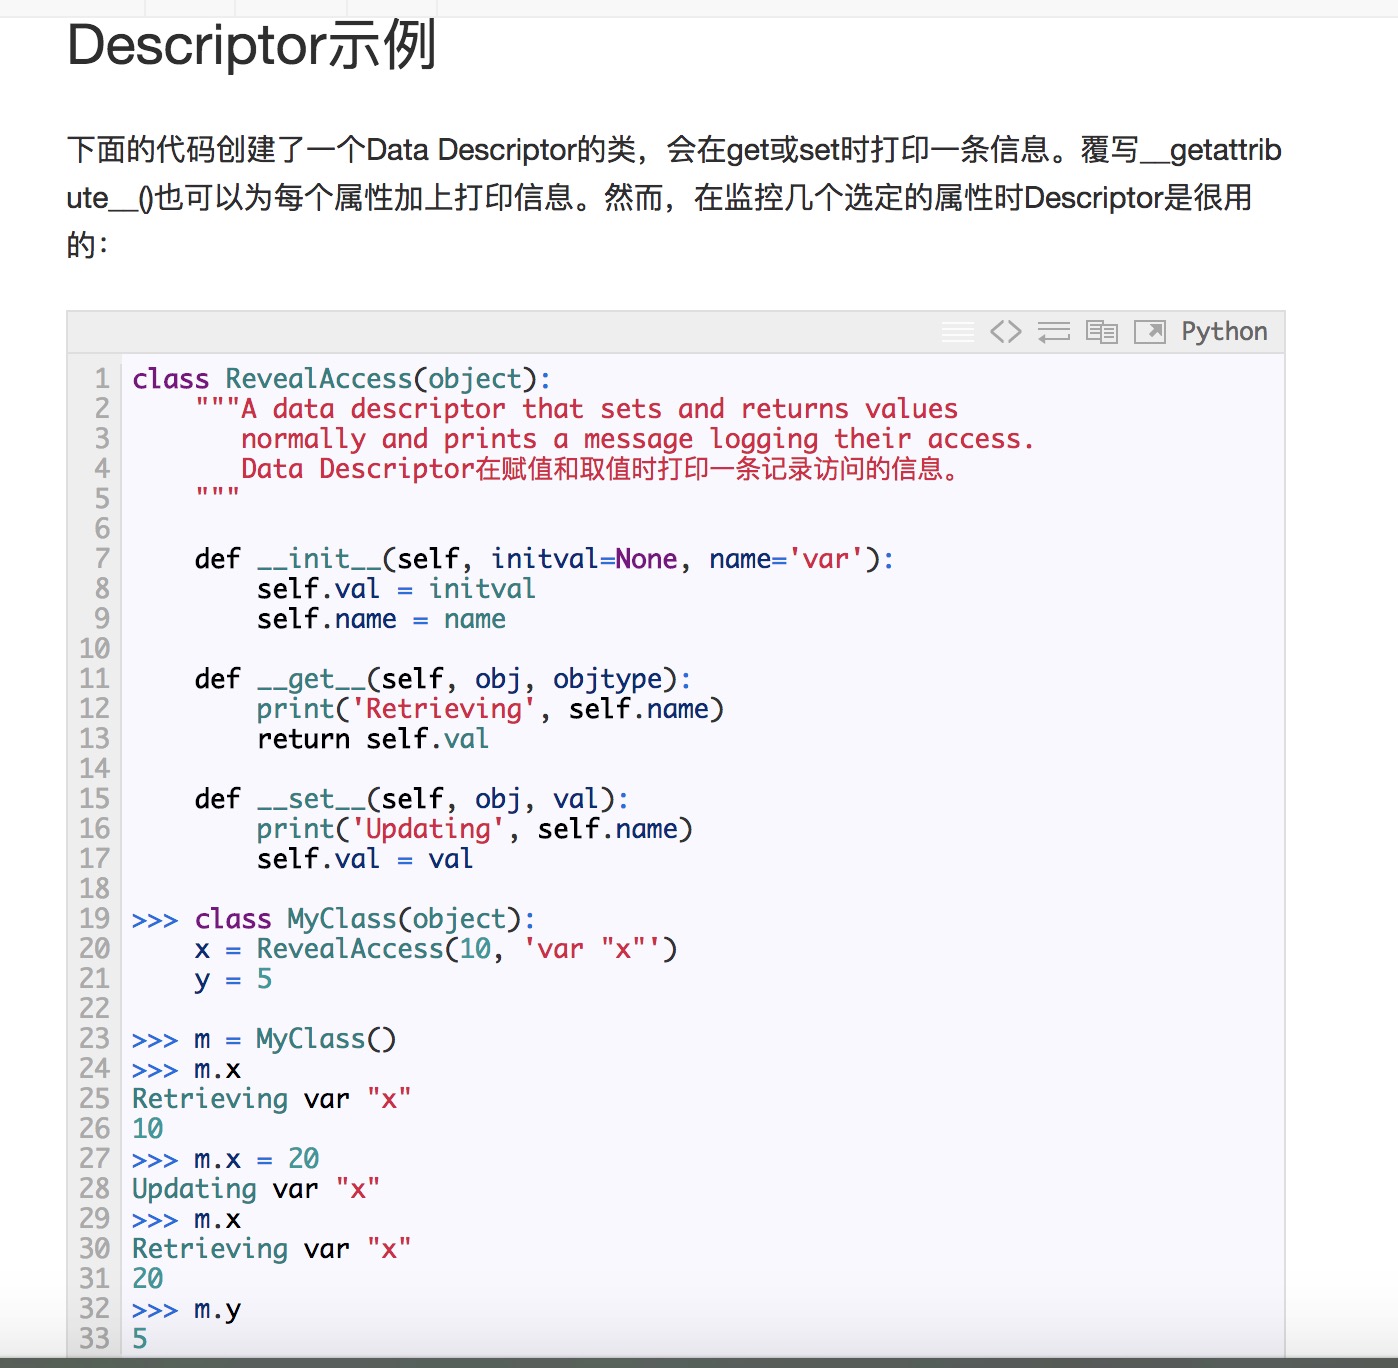 Descriptor示例
下面的代码创建了一个Data Descriptor的类，会在get或set时打印一条信息。覆写__getattrib
ute__()也可以为每个属性加上打印信息。然而，在监控几个选定的属性时Descriptor是很用
的：
Python
1 class RevealAccess(object):
2     """A data descriptor that sets and returns values
3        normally and prints a message logging their access.
4        Data Descriptor在赋值和取值时打印一条记录访问的信息。
5     """
6
7     def __init__(self, initval=None, name='var'):
8         self.val = initval
9         self.name = name
10
11     def __get__(self, obj, objtype):
12         print('Retrieving', self.name)
13         return self.val
14
15     def __set__(self, obj, val):
16         print('Updating', self.name)
17         self.val = val
18
19 >>> class MyClass(object):
20     x = RevealAccess(10, 'var "x"')
21     y = 5
22
23 >>> m = MyClass()
24 >>> m.x
25 Retrieving var "x"
26 10
27 >>> m.x = 20
28 Updating var "x"
29 >>> m.x
30 Retrieving var "x"
31 20
32 >>> m.y
33 5